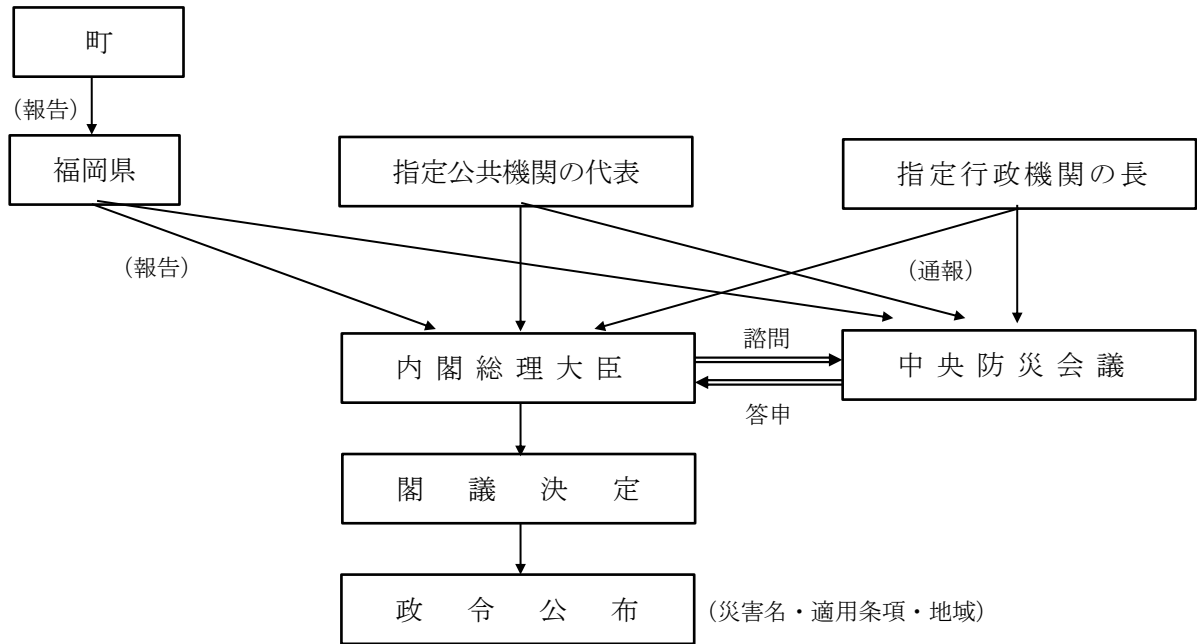 町
(報告)
福岡県
指定公共機関の代表
指定行政機関の長
(報告)
(通報)
内閣総理大臣
諮問
答申
中央防災会議
閣議決定
政令公布
(災害名・適用条項・地域)